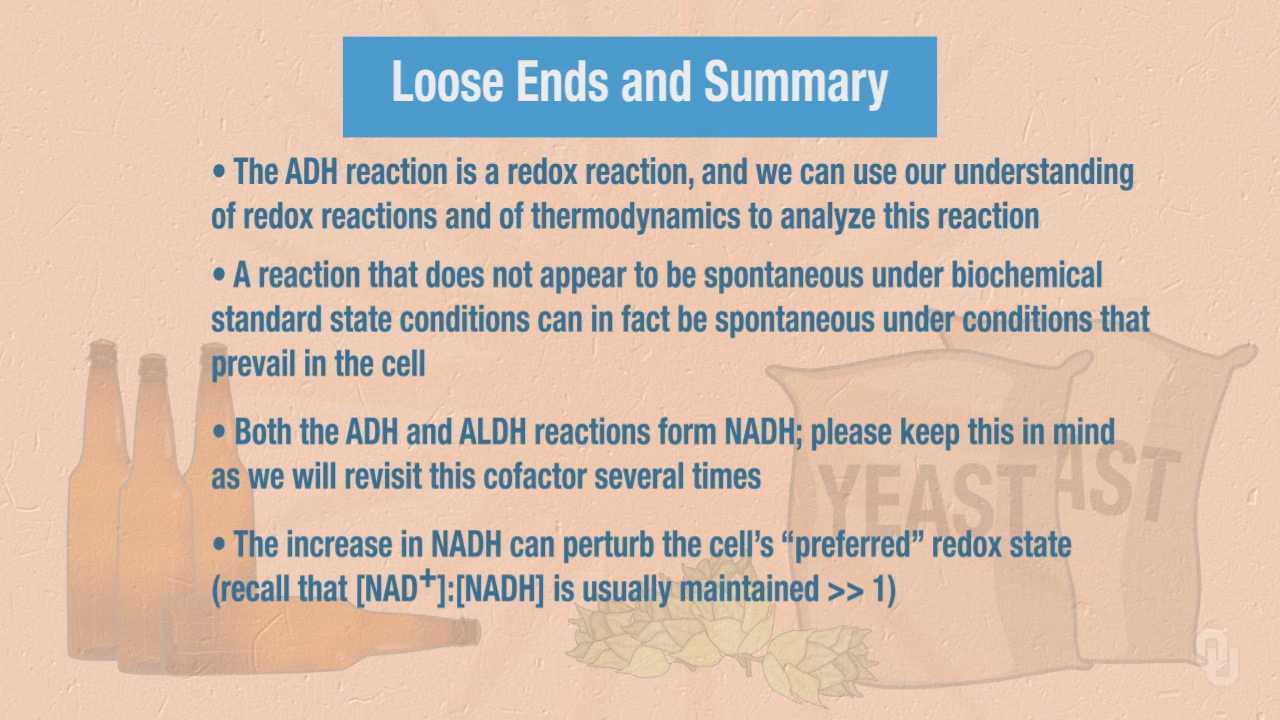 Loose Ends and Summary
• The ADH reaction is a redox reaction, and we can use our understanding
of redox reactions and of thermodynamics to analyze this reaction
• A reaction that does not appear to be spontaneous under biochemical
standard state conditions can in fact be spontaneous under conditions that
prevail in the cell
• Both the ADH and ALDH reactions form NADH; please keep this in mind
as we will revisit this cofactor several times
YEAST
AST
• The increase in NADH can perturb the cell's “preferred” redox state
(recall that [NAD⁺]:[NADH] is usually maintained >> 1)
OU